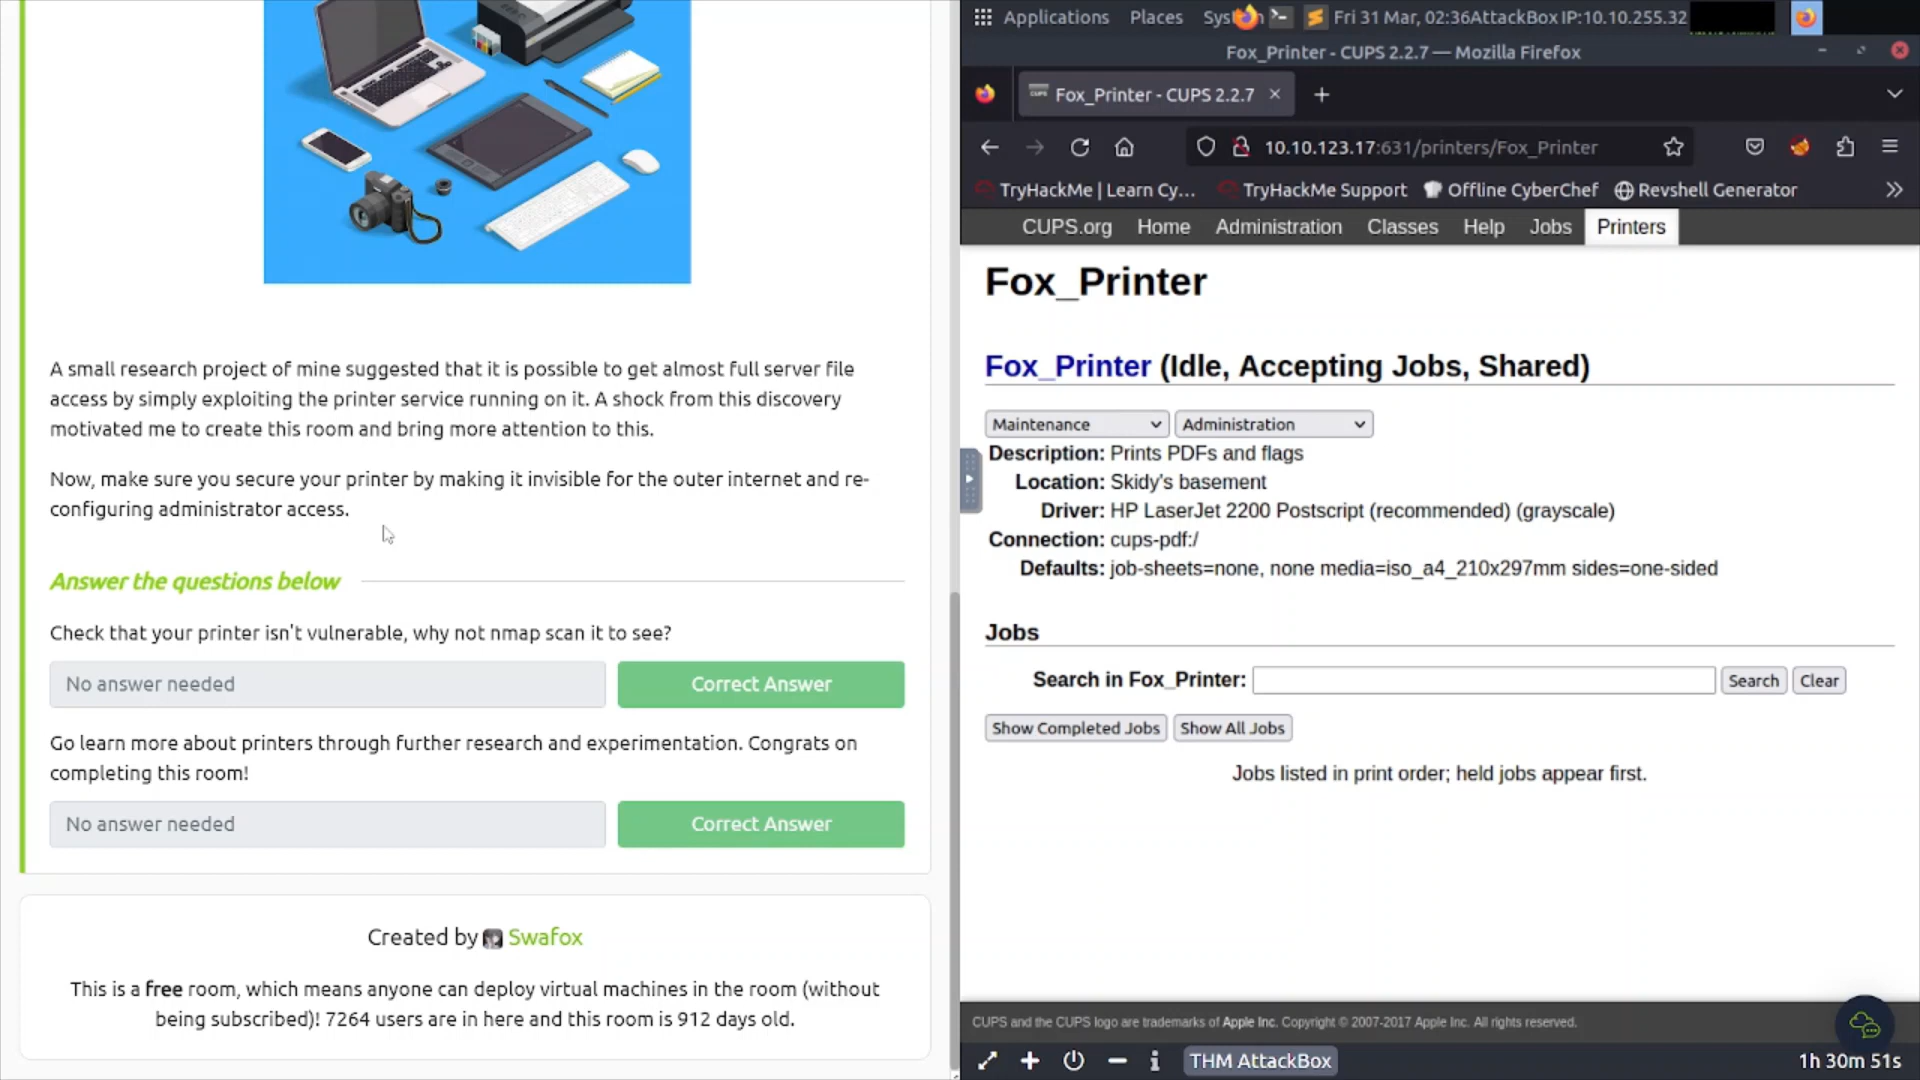 A small research project of mine suggested that it is possible to get almost full server file
access by simply exploiting the printer service running on it. A shock from this discovery
motivated me to create this room and bring more attention to this.
Now, make sure you secure your printer by making it invisible for the outer internet and re-
configuring administrator access.
Answer the questions below
Check that your printer isn't vulnerable, why not nmap scan it to see?
No answer needed
Correct Answer
Go learn more about printers through further research and experimentation. Congrats on
completing this room!
No answer needed
Correct Answer
Created by Swafox
This is a free room, which means anyone can deploy virtual machines in the room (without
being subscribed)! 7264 users are in here and this room is 912 days old.
Applications Places Sys Fri 31 Mar, 02:36 AttackBox IP:10.10.255.32
Fox_Printer - CUPS 2.2.7 — Mozilla Firefox
Fox_Printer - CUPS 2.2.7
10.10.123.17:631/printers/Fox_Printer
TryHackMe | Learn Cy... TryHackMe Support Offline CyberChef Revshell Generator
CUPS.org Home Administration Classes Help Jobs Printers
Fox_Printer
Fox_Printer (Idle, Accepting Jobs, Shared)
Maintenance Administration
Description: Prints PDFs and flags
Location: Skidy's basement
Driver: HP LaserJet 2200 Postscript (recommended) (grayscale)
Connection: cups-pdf:/
Defaults: job-sheets=none, none media=iso_a4_210x297mm sides=one-sided
Jobs
Search in Fox_Printer: Search Clear
Show Completed Jobs Show All Jobs
Jobs listed in print order; held jobs appear first.
CUPS and the CUPS logo are trademarks of Apple Inc. Copyright © 2007-2017 Apple Inc. All rights reserved.
THM AttackBox 1h 30m 51s